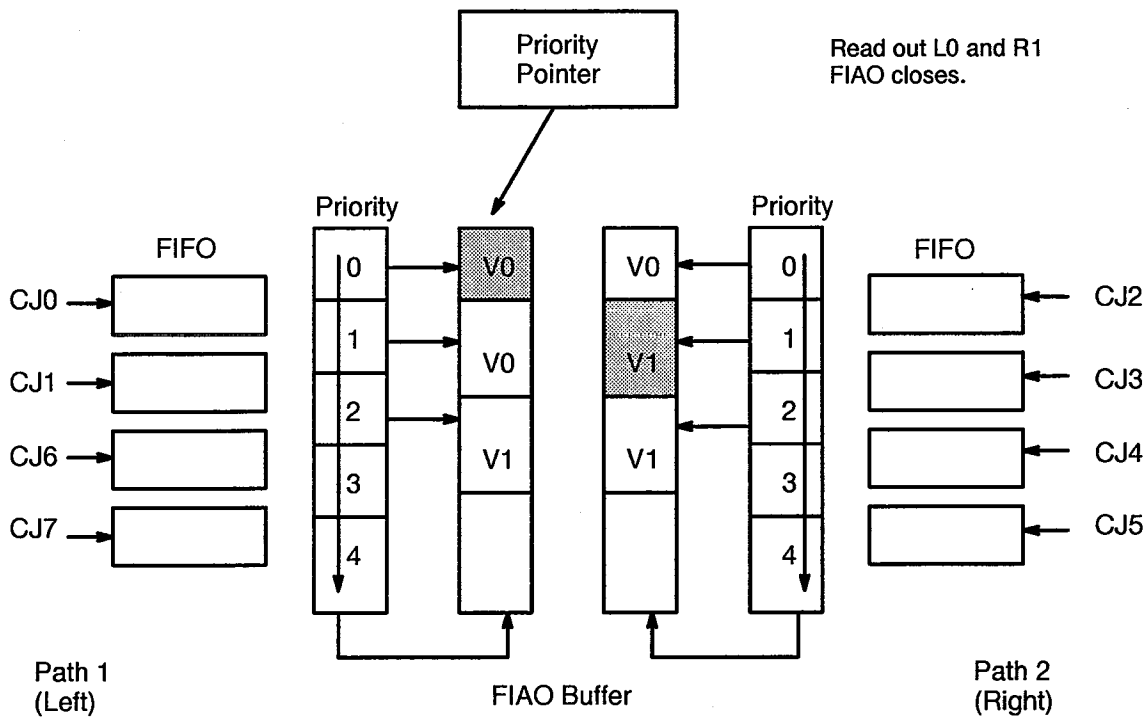 Priority
Pointer
Read out L0 and R1
FIAO closes.
Priority
Priority
FIFO
FIFO
0
V0
V0
0
CJ0
CJ2
1
V0
V1
1
CJ1
CJ3
2
2
CJ6
V1
V1
CJ4
3
3
CJ7
CJ5
4
4
Path 1
(Left)
FIAO Buffer
Path 2
(Right)